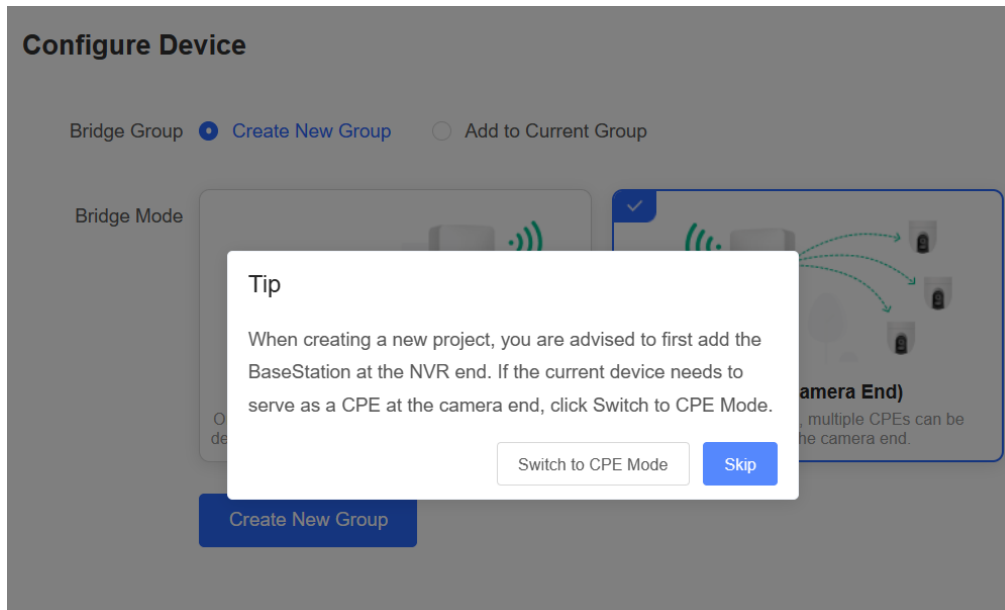 Configure Device
Bridge Group Create New Group Add to Current Group
Bridge Mode
Tip
When creating a new project, you are advised to first add the
BaseStation at the NVR end. If the current device needs to
serve as a CPE at the camera end, click Switch to CPE Mode.
Switch to CPE Mode Skip
End)
, multiple CPEs can be
camera end.
Create New Group